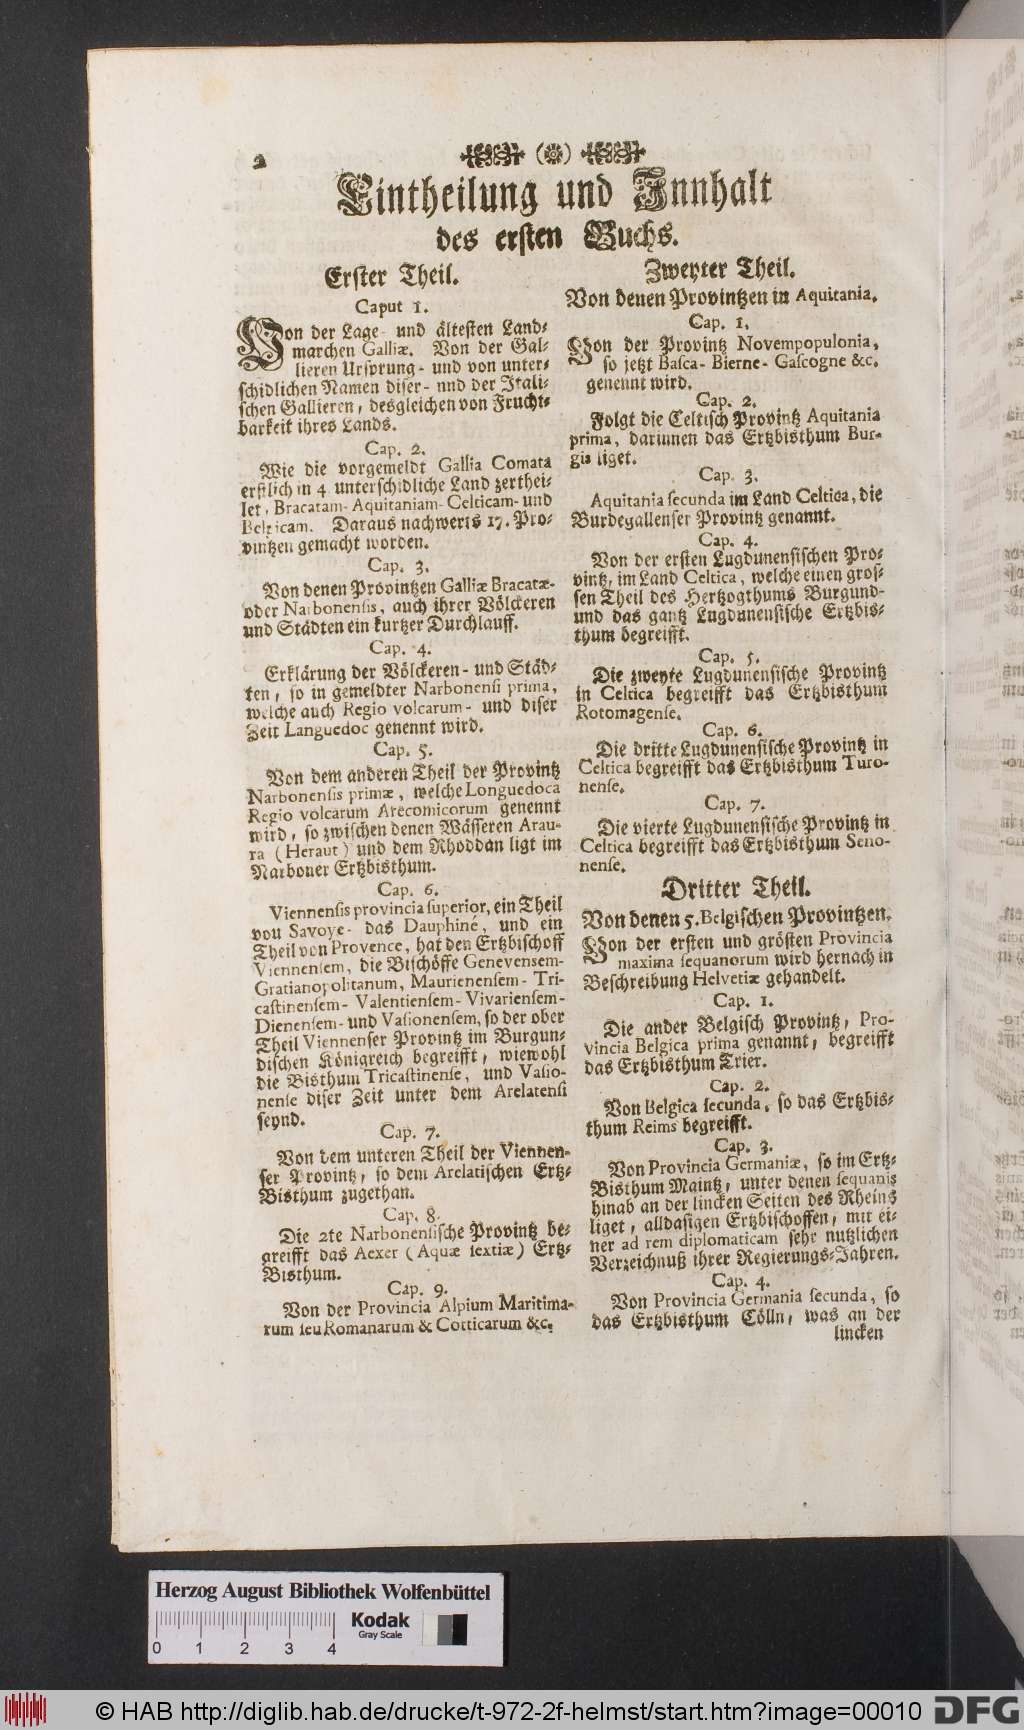 2
(❀)
Eintheilung und Innhalt
des ersten Buchs.
Erster Theil.
Caput 1.
Von der Lage- und ältesten Land-
marchen Galliæ. Von der Gal-
lieren Ursprung- und von unter-
schidlichen Namen diser- und der Itali-
schen Gallieren, desgleichen von Frucht-
barkeit ihres Lands.
Cap. 2.
Wie die vorgemeldt Gallia Comata
erstlich in 4 unterschidliche Land zerthei-
let, Bracatam- Aquitaniam- Celticam- und
Belgicam. Daraus nachwerts 17. Pro-
vintzen gemacht worden.
Cap. 3.
Von denen Provintzen Galliæ Bracatæ-
oder Narbonensis, auch ihrer Völckeren
und Städten ein kurtzer Durchlauff.
Cap. 4.
Erklärung der Völckeren- und Städ-
ten, so in gemeldter Narbonensi prima,
welche auch Regio volcarum- und diser
Zeit Languedoc genennt wird.
Cap. 5.
Von dem anderen Theil der Provintz
Narbonensis primæ, welche Longuedoca
Regio volcarum Arecomicorum genennt
wird, so zwischen denen Wässeren Arau-
ra (Heraut) und dem Rhoddan ligt im
Narboner Ertzbisthum.
Cap. 6.
Viennensis provincia superior, ein Theil
von Savoye- das Dauphiné, und ein
Theil von Provence, hat den Ertzbischoff
Viennensem, die Bischöffe Genevensem-
Gratianopolitanum, Maurienensem- Tri-
castinensem- Valentiensem- Vivariensem-
Dienensem- und Vasionensem, so der ober
Theil Viennenser Provintz im Burgun-
dischen Königreich begreifft, wiewohl
die Bisthum Tricastinense, und Vasio-
nense diser Zeit unter dem Arelatensi
seynd.
Cap. 7.
Von dem unteren Theil der Viennen-
ser Provintz, so dem Arelatischen Ertz-
Bisthum zugethan.
Cap. 8.
Die 2te Narbonensische Provintz be-
greifft das Aexer (Aquæ sextiæ) Ertz-
Bisthum.
Cap. 9.
Von der Provincia Alpium Maritima-
rum seu Romanarum & Cotticarum &c.
Zweyter Theil.
Von denen Provintzen in Aquitania.
Cap. 1.
Von der Provintz Novempopulonia,
so jetzt Basca- Bierne- Gascogne &c.
genennt wird.
Cap. 2.
Folgt die Celtisch Provintz Aquitania
prima, darinnen das Ertzbisthum Bur-
gis liget.
Cap. 3.
Aquitania secunda im Land Celtica, die
Burdegallenser Provintz genannt.
Cap. 4.
Von der ersten Lugdunensischen Pro-
vintz, im Land Celtica, welche einen gros-
sen Theil des Hertzogthums Burgund-
und das gantz Lugdunensische Ertzbis-
thum begreifft.
Cap. 5.
Die zweyte Lugdunensische Provintz
in Celtica begreifft das Ertzbisthum
Rotomagense.
Cap. 6.
Die dritte Lugdunensische Provintz in
Celtica begreifft das Ertzbisthum Turo-
nense.
Cap. 7.
Die vierte Lugdunensische Provintz in
Celtica begreifft das Ertzbisthum Seno-
nense.
Dritter Theil.
Von denen 5. Belgischen Provintzen.
Von der ersten und grösten Provincia
maxima sequanorum wird hernach in
Beschreibung Helvetiæ gehandelt.
Cap. 1.
Die ander Belgisch Provintz, Pro-
vincia Belgica prima genannt, begreifft
das Ertzbisthum Trier.
Cap. 2.
Von Belgica secunda, so das Ertzbis-
thum Reims begreifft.
Cap. 3.
Von Provincia Germaniæ, so im Ertz-
Bisthum Maintz, unter denen sequanis
hinab an der lincken Seiten des Rheins
liget, alldasigen Ertzbischoffen, mit ei-
ner ad rem diplomaticam sehr nutzlichen
Verzeichnuß ihrer Regierungs-Jahren.
Cap. 4.
Von Provincia Germania secunda, so
das Ertzbisthum Cölln, was an der
lincken
Herzog August Bibliothek Wolfenbüttel
0 1 2 3 4
Kodak
Gray Scale
© HAB http://diglib.hab.de/drucke/t-972-2f-helmst/start.htm?image=00010
DFG